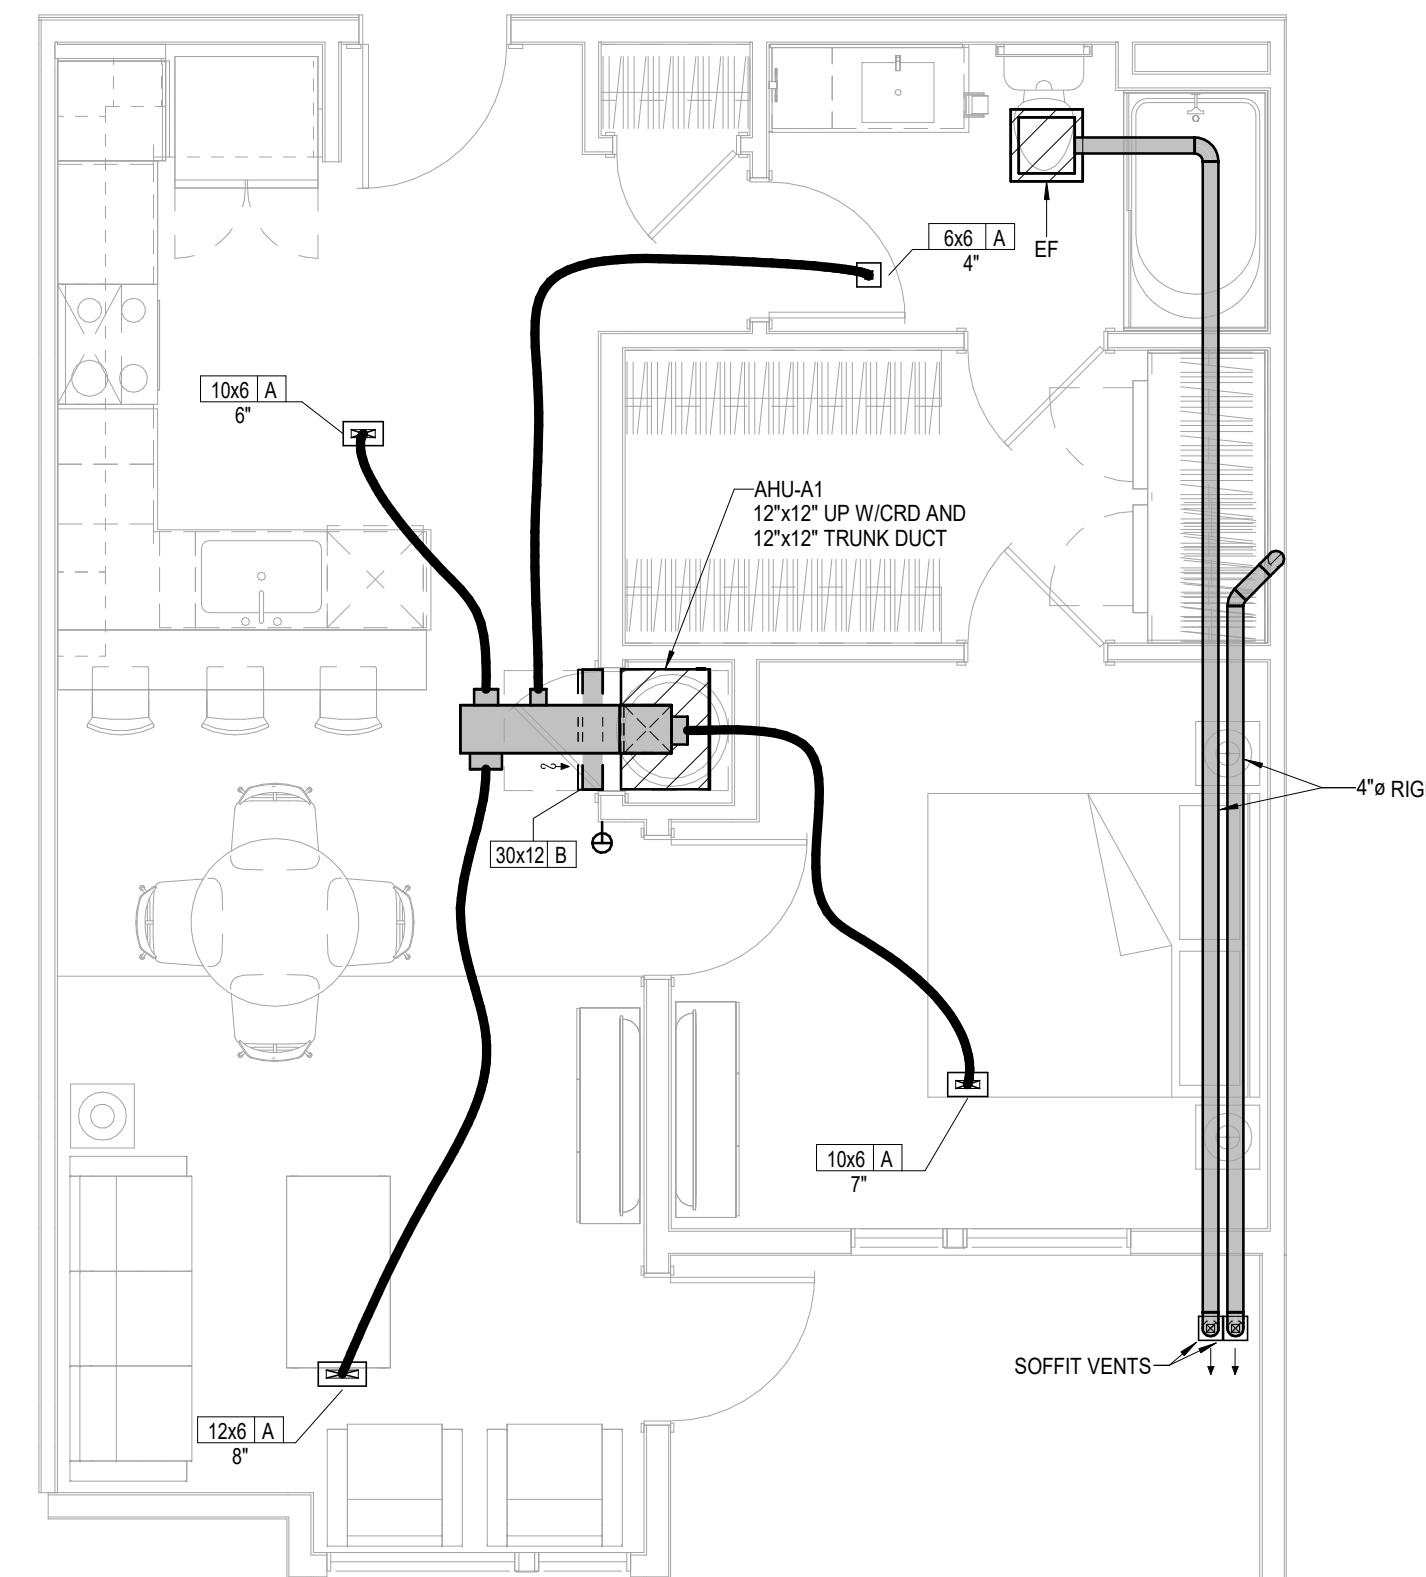 6x6 A
4"
EF
10x6 A
6"
AHU-A1
12"x12" UP W/CRD AND
12"x12" TRUNK DUCT
4"ø
30x12 B
10x6 A
7"
SOFFIT VENTS
12x6 A
8"